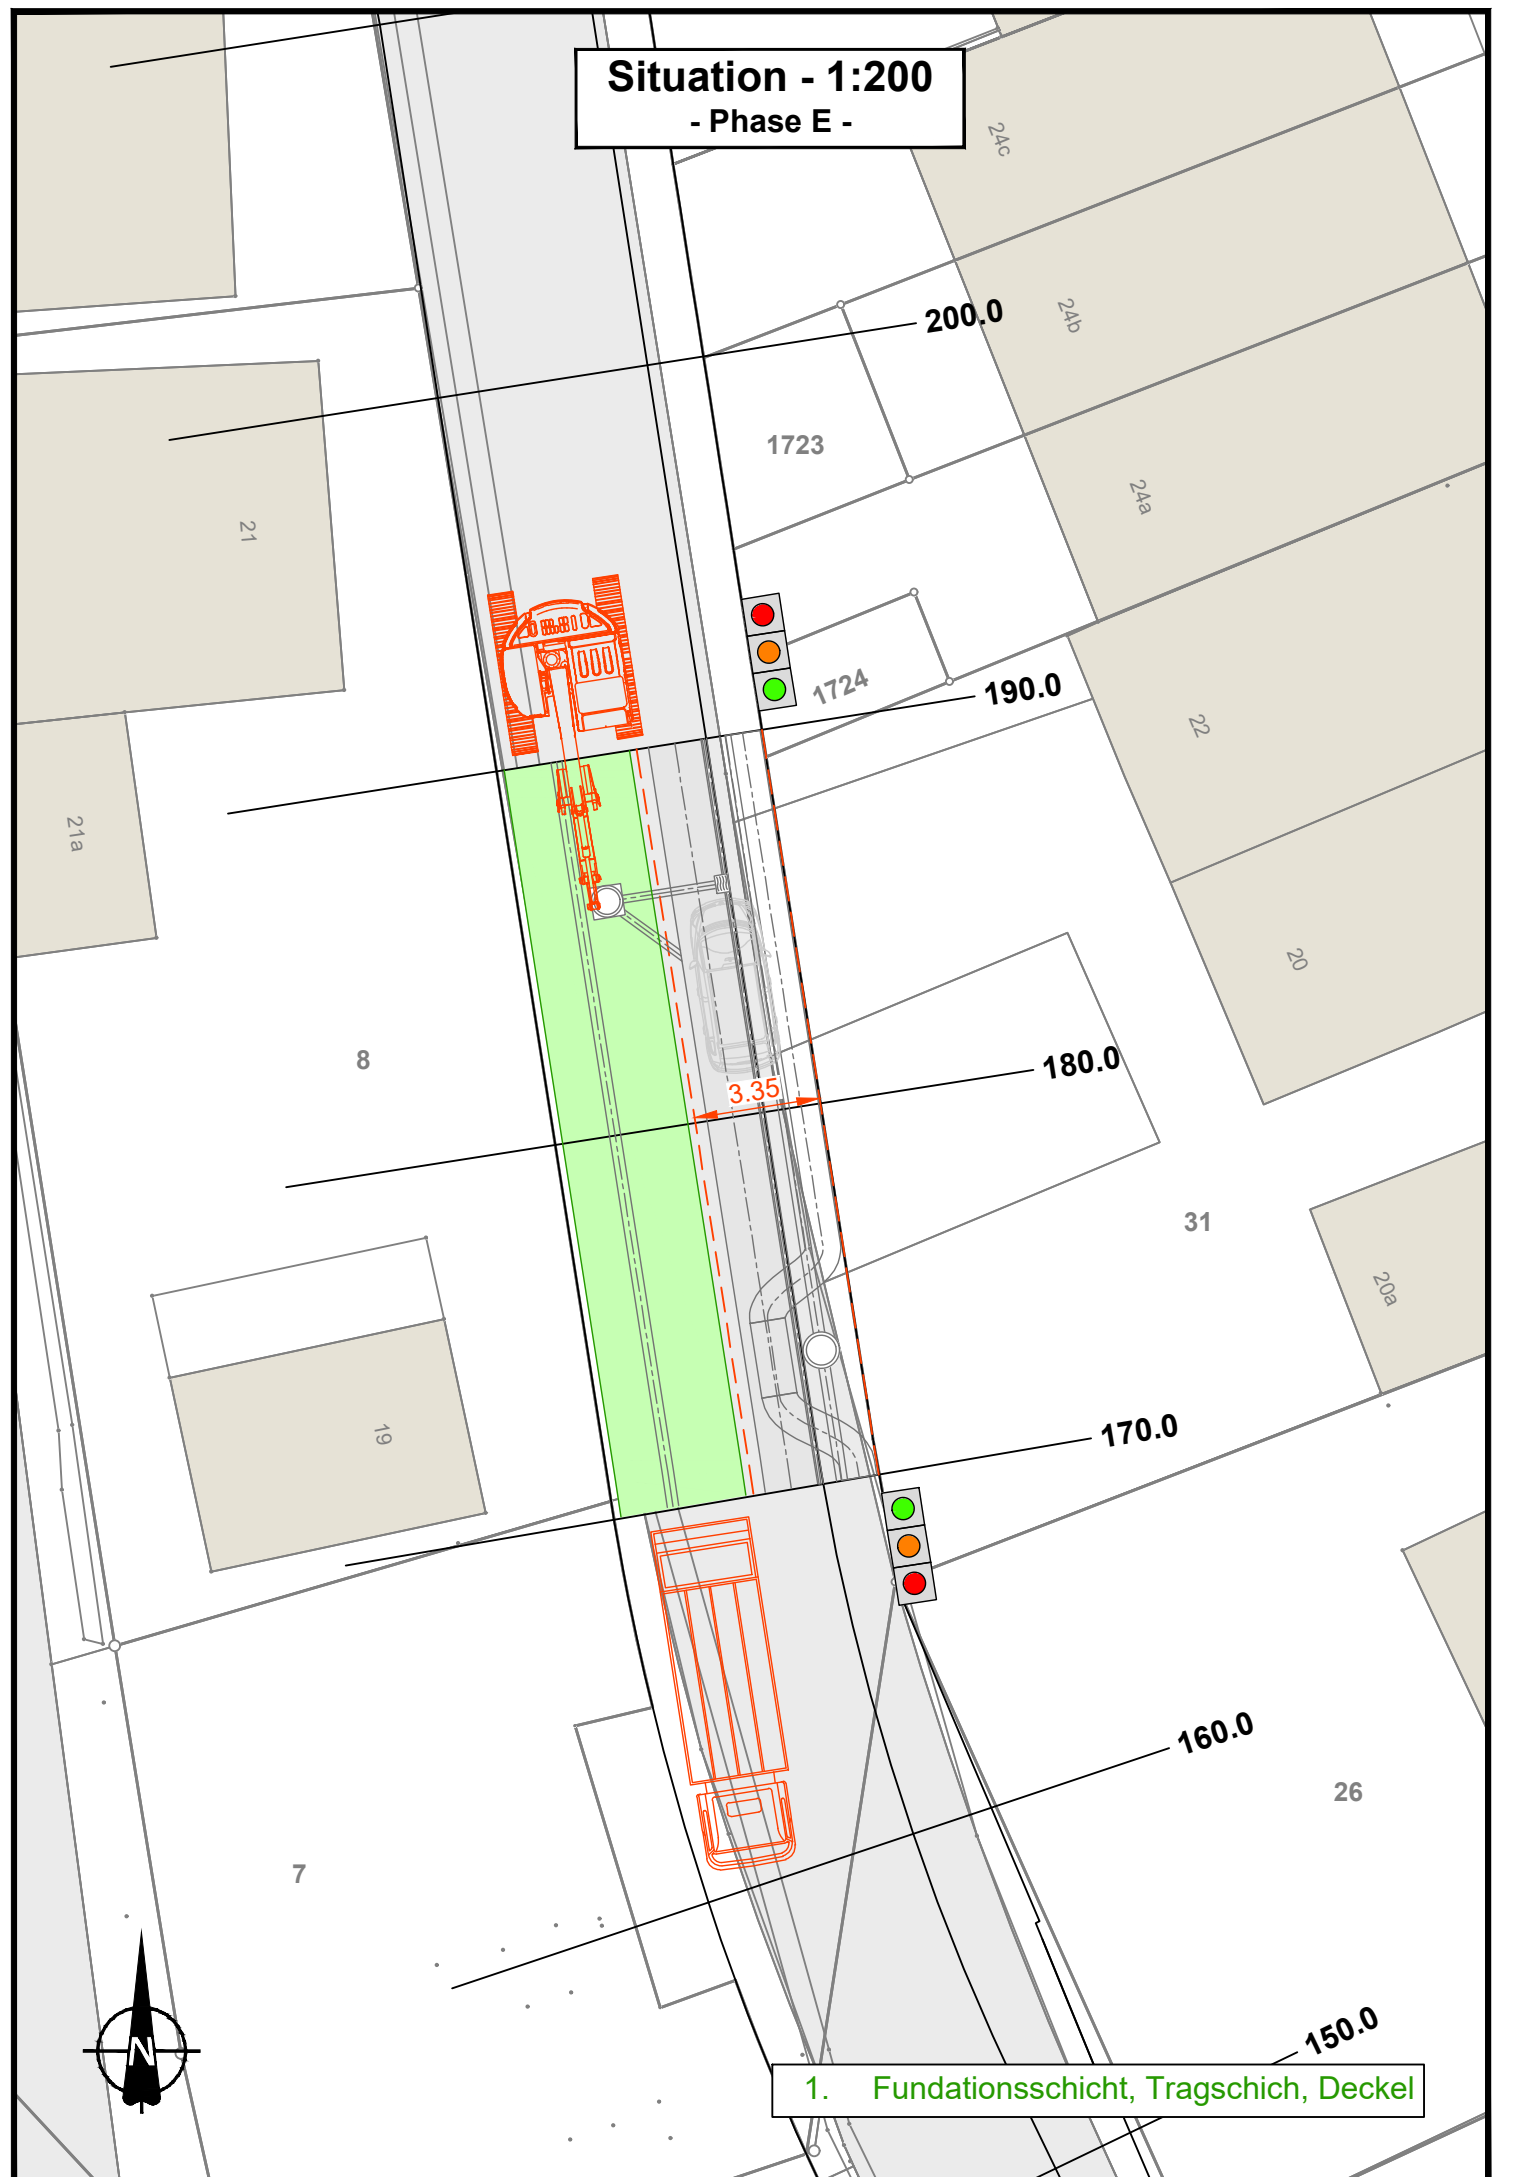 Situation - 1:200
- Phase E -
24c
200.0
24b
1723
24a
21
1724
190.0
22
21a
20
8
180.0
3.35
31
20a
170.0
19
160.0
26
7
150.0
N
1. Fundationsschicht, Tragschich, Deckel